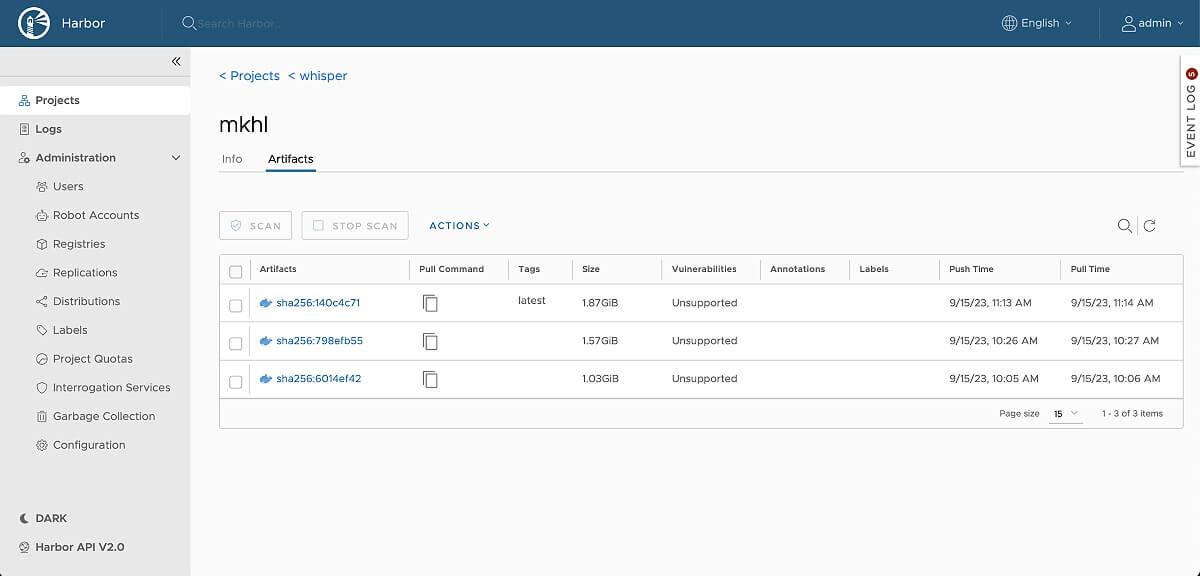 Harbor
Search Harbor...
English
admin
EVENT LOG 5
Projects
Logs
Administration
Users
Robot Accounts
Registries
Replications
Distributions
Labels
Project Quotas
Interrogation Services
Garbage Collection
Configuration
DARK
Harbor API V2.0
< Projects < whisper
mkhl
Info Artifacts
SCAN STOP SCAN ACTIONS
Artifacts Pull Command Tags Size Vulnerabilities Annotations Labels Push Time Pull Time
sha256:140c4c71 latest 1.87GiB Unsupported 9/15/23, 11:13 AM 9/15/23, 11:14 AM
sha256:798efb55 1.57GiB Unsupported 9/15/23, 10:26 AM 9/15/23, 10:27 AM
sha256:6014ef42 1.03GiB Unsupported 9/15/23, 10:05 AM 9/15/23, 10:06 AM
Page size 15 1 - 3 of 3 items